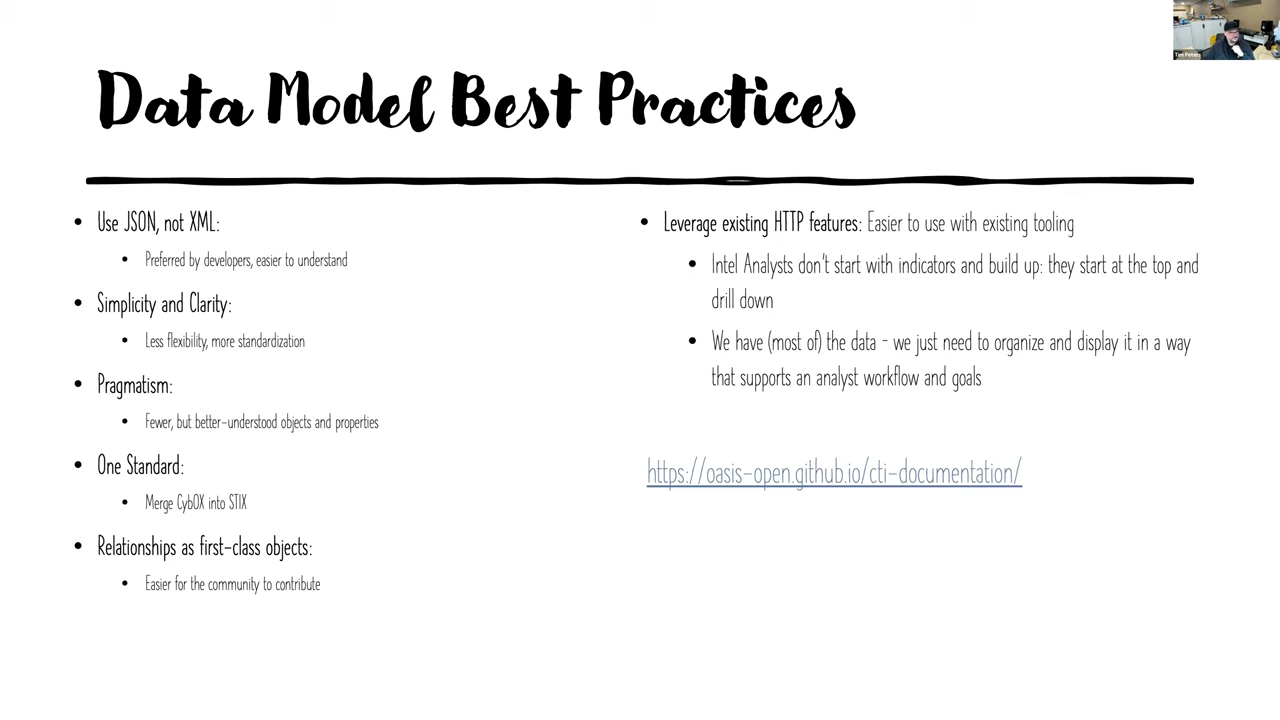 Data Model Best Practices
• Use JSON, not XML:
• Preferred by developers, easier to understand
• Simplicity and Clarity:
• Less flexibility, more standardization
• Pragmatism:
• Fewer, but better-understood objects and properties
• One Standard:
• Merge CybOX into STIX
• Relationships as first-class objects:
• Easier for the community to contribute
• Leverage existing HTTP features: Easier to use with existing tooling
• Intel Analysts don't start with indicators and build up: they start at the top and
drill down
• We have (most of) the data - we just need to organize and display it in a way
that supports an analyst workflow and goals
https://oasis-open.github.io/cti-documentation/
Tim Peters